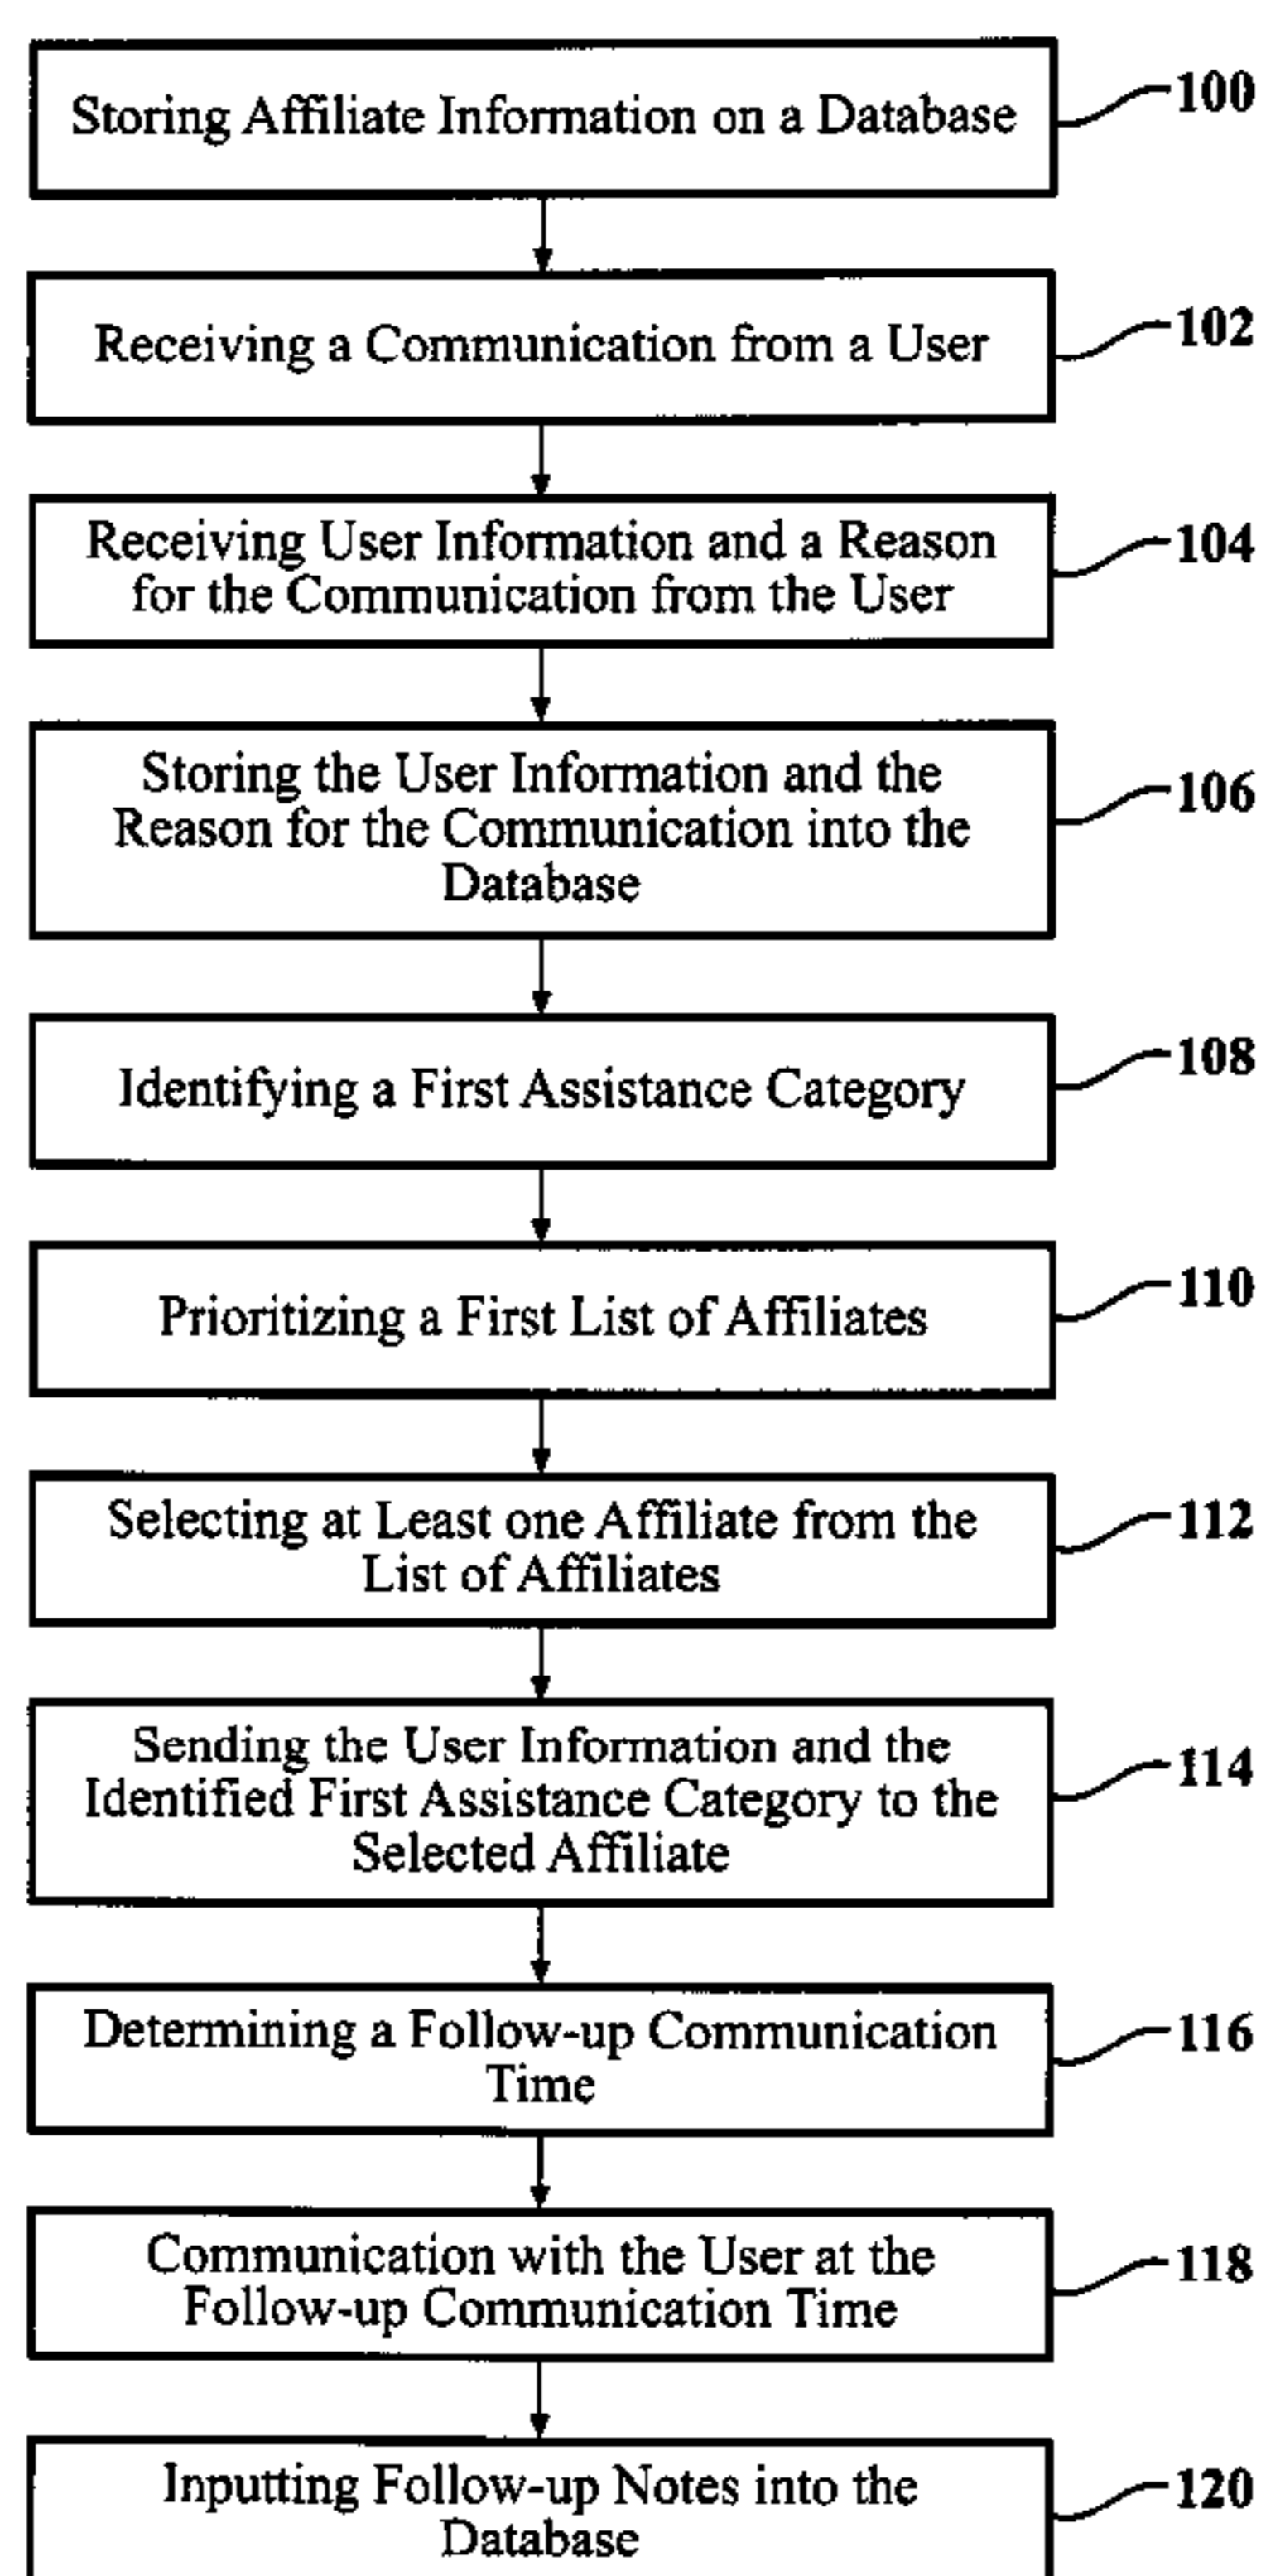 Storing Affiliate Information on a Database
100
Receiving a Communication from a User
102
Receiving User Information and a Reason
for the Communication from the User
104
Storing the User Information and the
Reason for the Communication into the
Database
106
Identifying a First Assistance Category
108
Prioritizing a First List of Affiliates
110
Selecting at Least one Affiliate from the
List of Affiliates
112
Sending the User Information and the
Identified First Assistance Category to the
Selected Affiliate
114
Determining a Follow-up Communication
Time
116
Communication with the User at the
Follow-up Communication Time
118
Inputting Follow-up Notes into the
Database
120